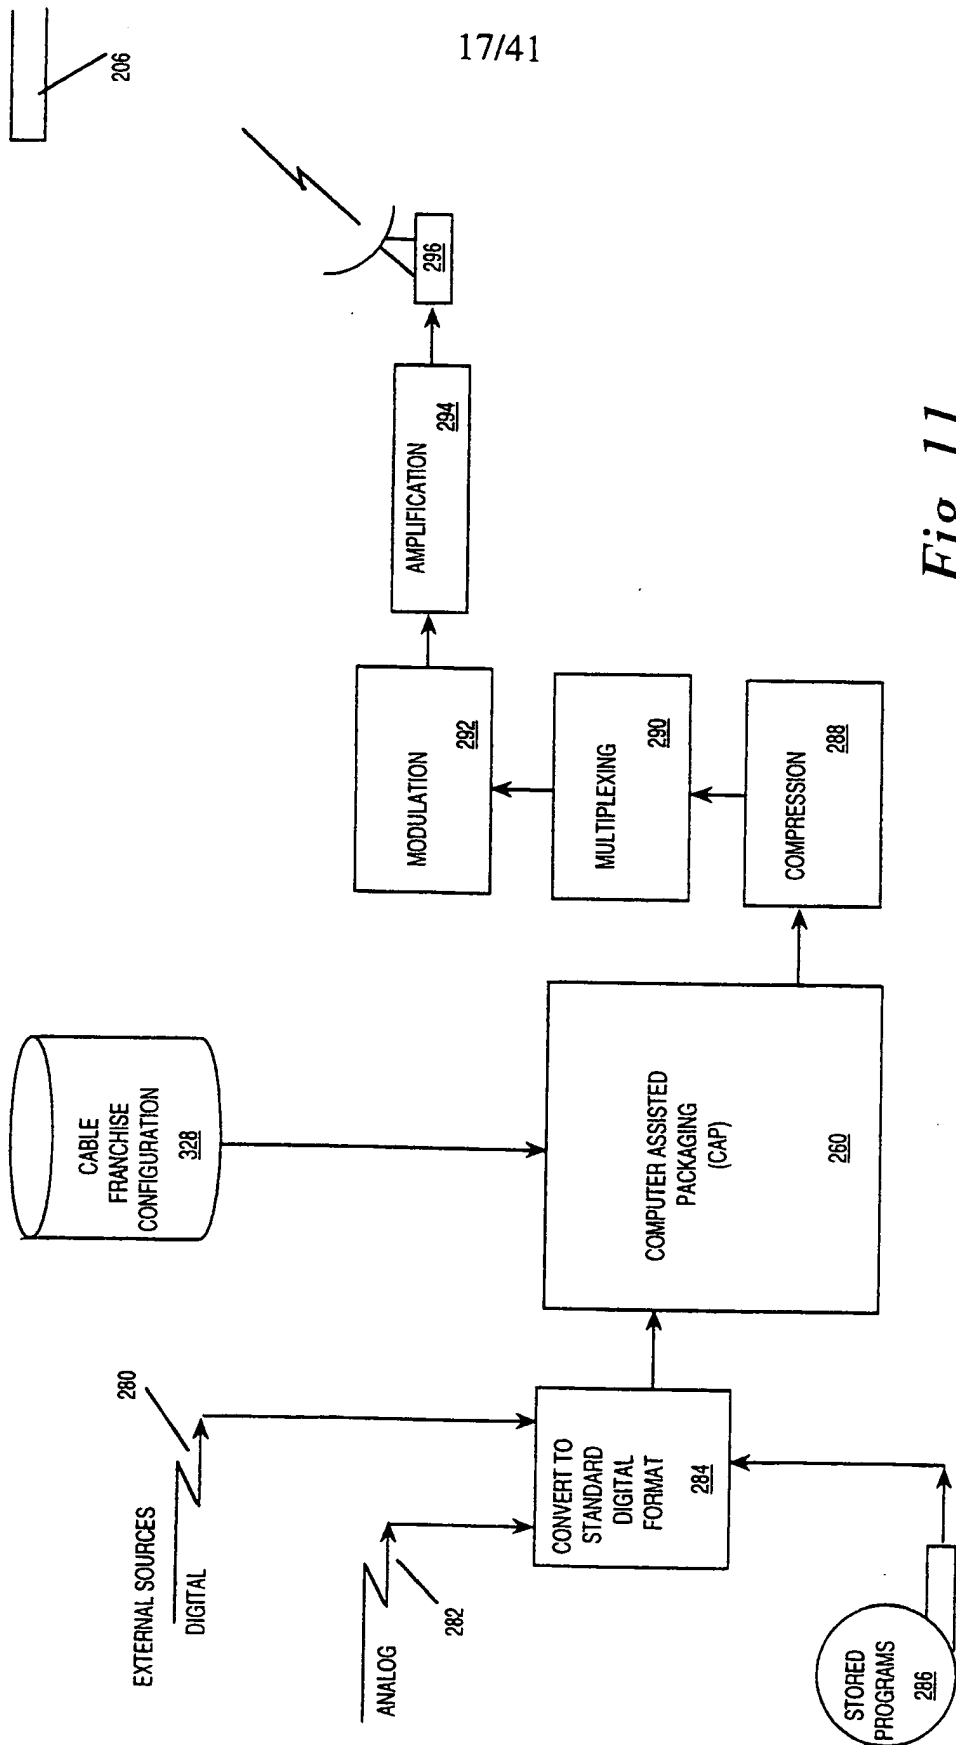 17/41
206
EXTERNAL SOURCES
DIGITAL
280
ANALOG
282
STORED
PROGRAMS
286
CONVERT TO
STANDARD
DIGITAL
FORMAT
284
CABLE
FRANCHISE
CONFIGURATION
328
COMPUTER ASSISTED
PACKAGING
(CAP)
260
COMPRESSION
288
MULTIPLEXING
290
MODULATION
292
AMPLIFICATION
294
296
Fig. 11